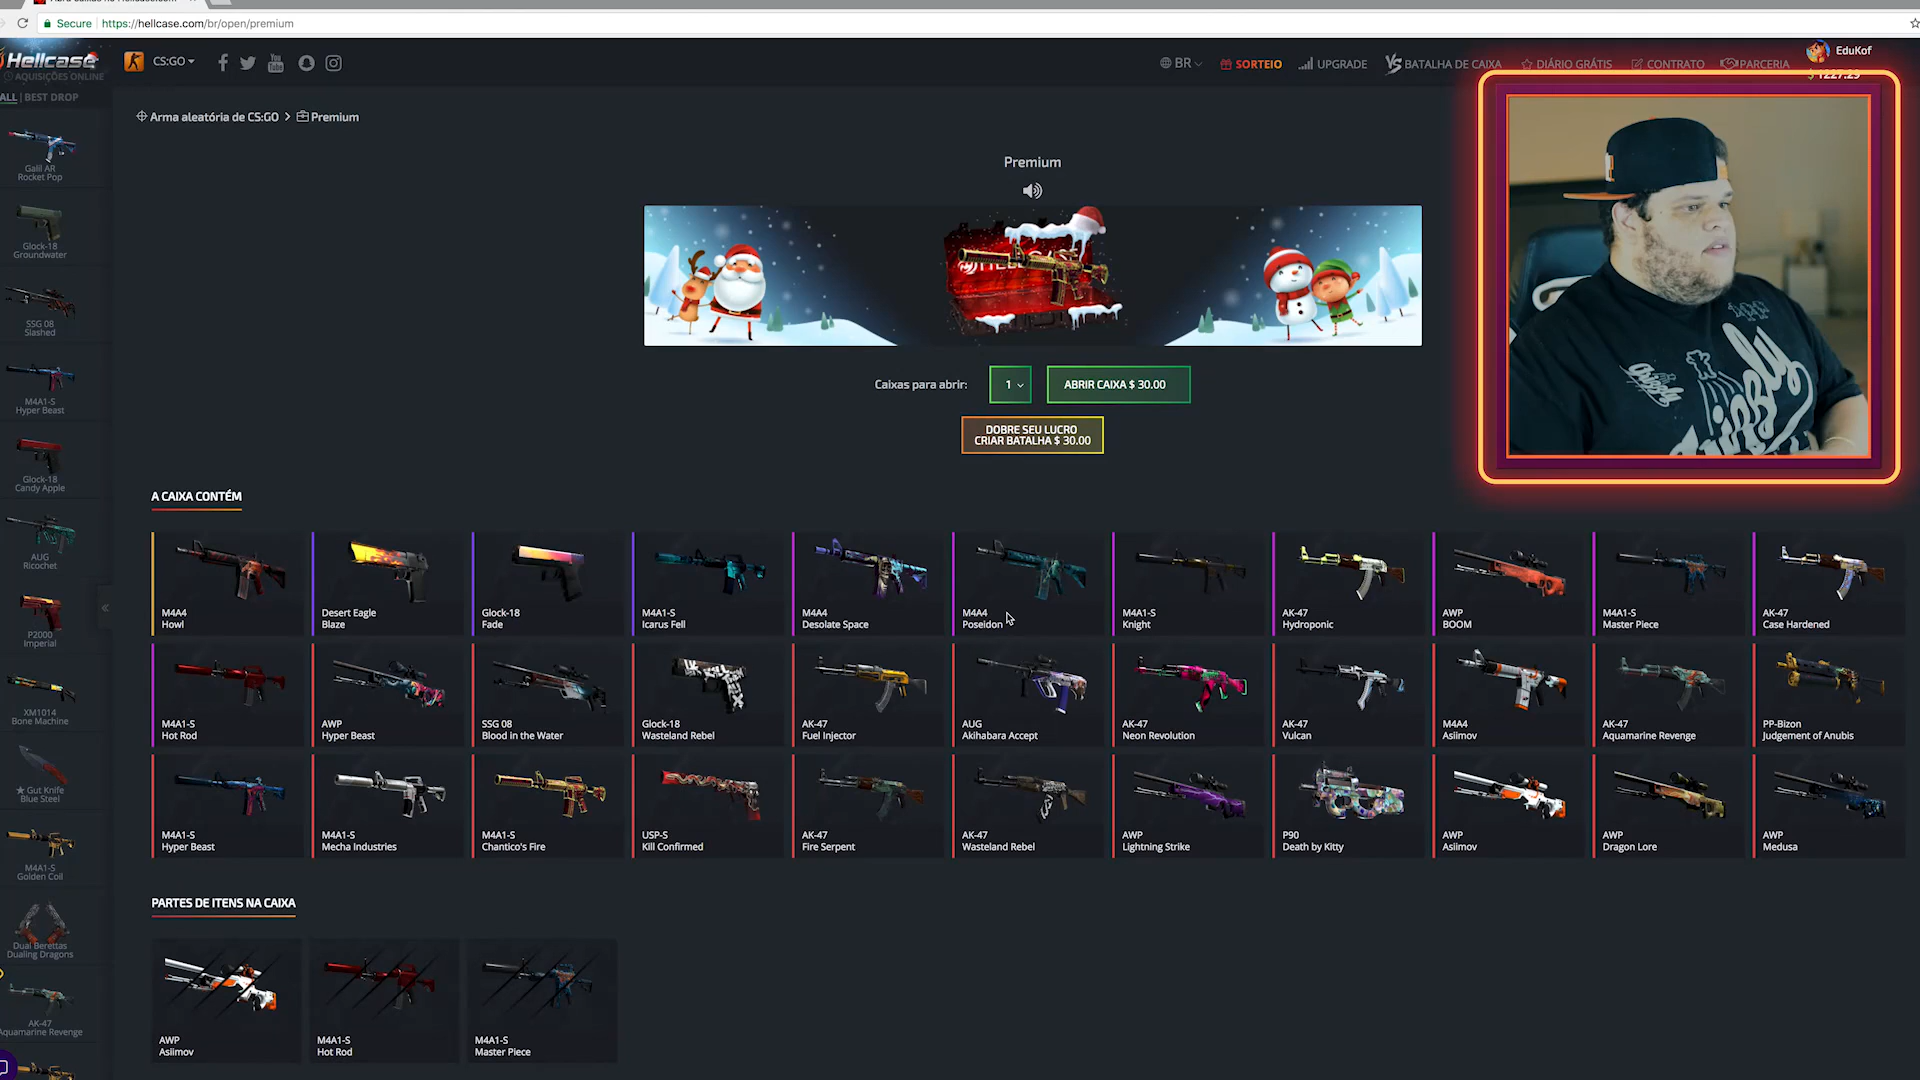 Secure https://hellcase.com/br/open/premium
Hellcase
AQUISIÇÕES ONLINE
CS:GO
You Tube
BR
SORTEIO
UPGRADE
VS BATALHA DE CAIXA
DIÁRIO GRÁTIS
CONTRATO
PARCERIA
EduKof
$ 1227.29
ALL | BEST DROP
Galil AR
Rocket Pop
Glock-18
Groundwater
SSG 08
Slashed
M4A1-S
Hyper Beast
Glock-18
Candy Apple
AUG
Ricochet
P2000
Imperial
XM1014
Bone Machine
★ Gut Knife
Blue Steel
M4A1-S
Golden Coil
Dual Berettas
Dualing Dragons
AK-47
Aquamarine Revenge
Arma aleatória de CS:GO > Premium
Premium
HELLCASE
Caixas para abrir:
1
ABRIR CAIXA $ 30.00
DOBRE SEU LUCRO
CRIAR BATALHA $ 30.00
A CAIXA CONTÉM
M4A4
Howl
Desert Eagle
Blaze
Glock-18
Fade
M4A1-S
Icarus Fell
M4A4
Desolate Space
M4A4
Poseidon
M4A1-S
Knight
AK-47
Hydroponic
AWP
BOOM
M4A1-S
Master Piece
AK-47
Case Hardened
M4A1-S
Hot Rod
AWP
Hyper Beast
SSG 08
Blood in the Water
Glock-18
Wasteland Rebel
AK-47
Fuel Injector
AUG
Akihabara Accept
AK-47
Neon Revolution
AK-47
Vulcan
M4A4
Asiimov
AK-47
Aquamarine Revenge
PP-Bizon
Judgement of Anubis
M4A1-S
Hyper Beast
M4A1-S
Mecha Industries
M4A1-S
Chantico's Fire
USP-S
Kill Confirmed
AK-47
Fire Serpent
AK-47
Wasteland Rebel
AWP
Lightning Strike
P90
Death by Kitty
AWP
Asiimov
AWP
Dragon Lore
AWP
Medusa
PARTES DE ITENS NA CAIXA
AWP
Asiimov
M4A1-S
Hot Rod
M4A1-S
Master Piece